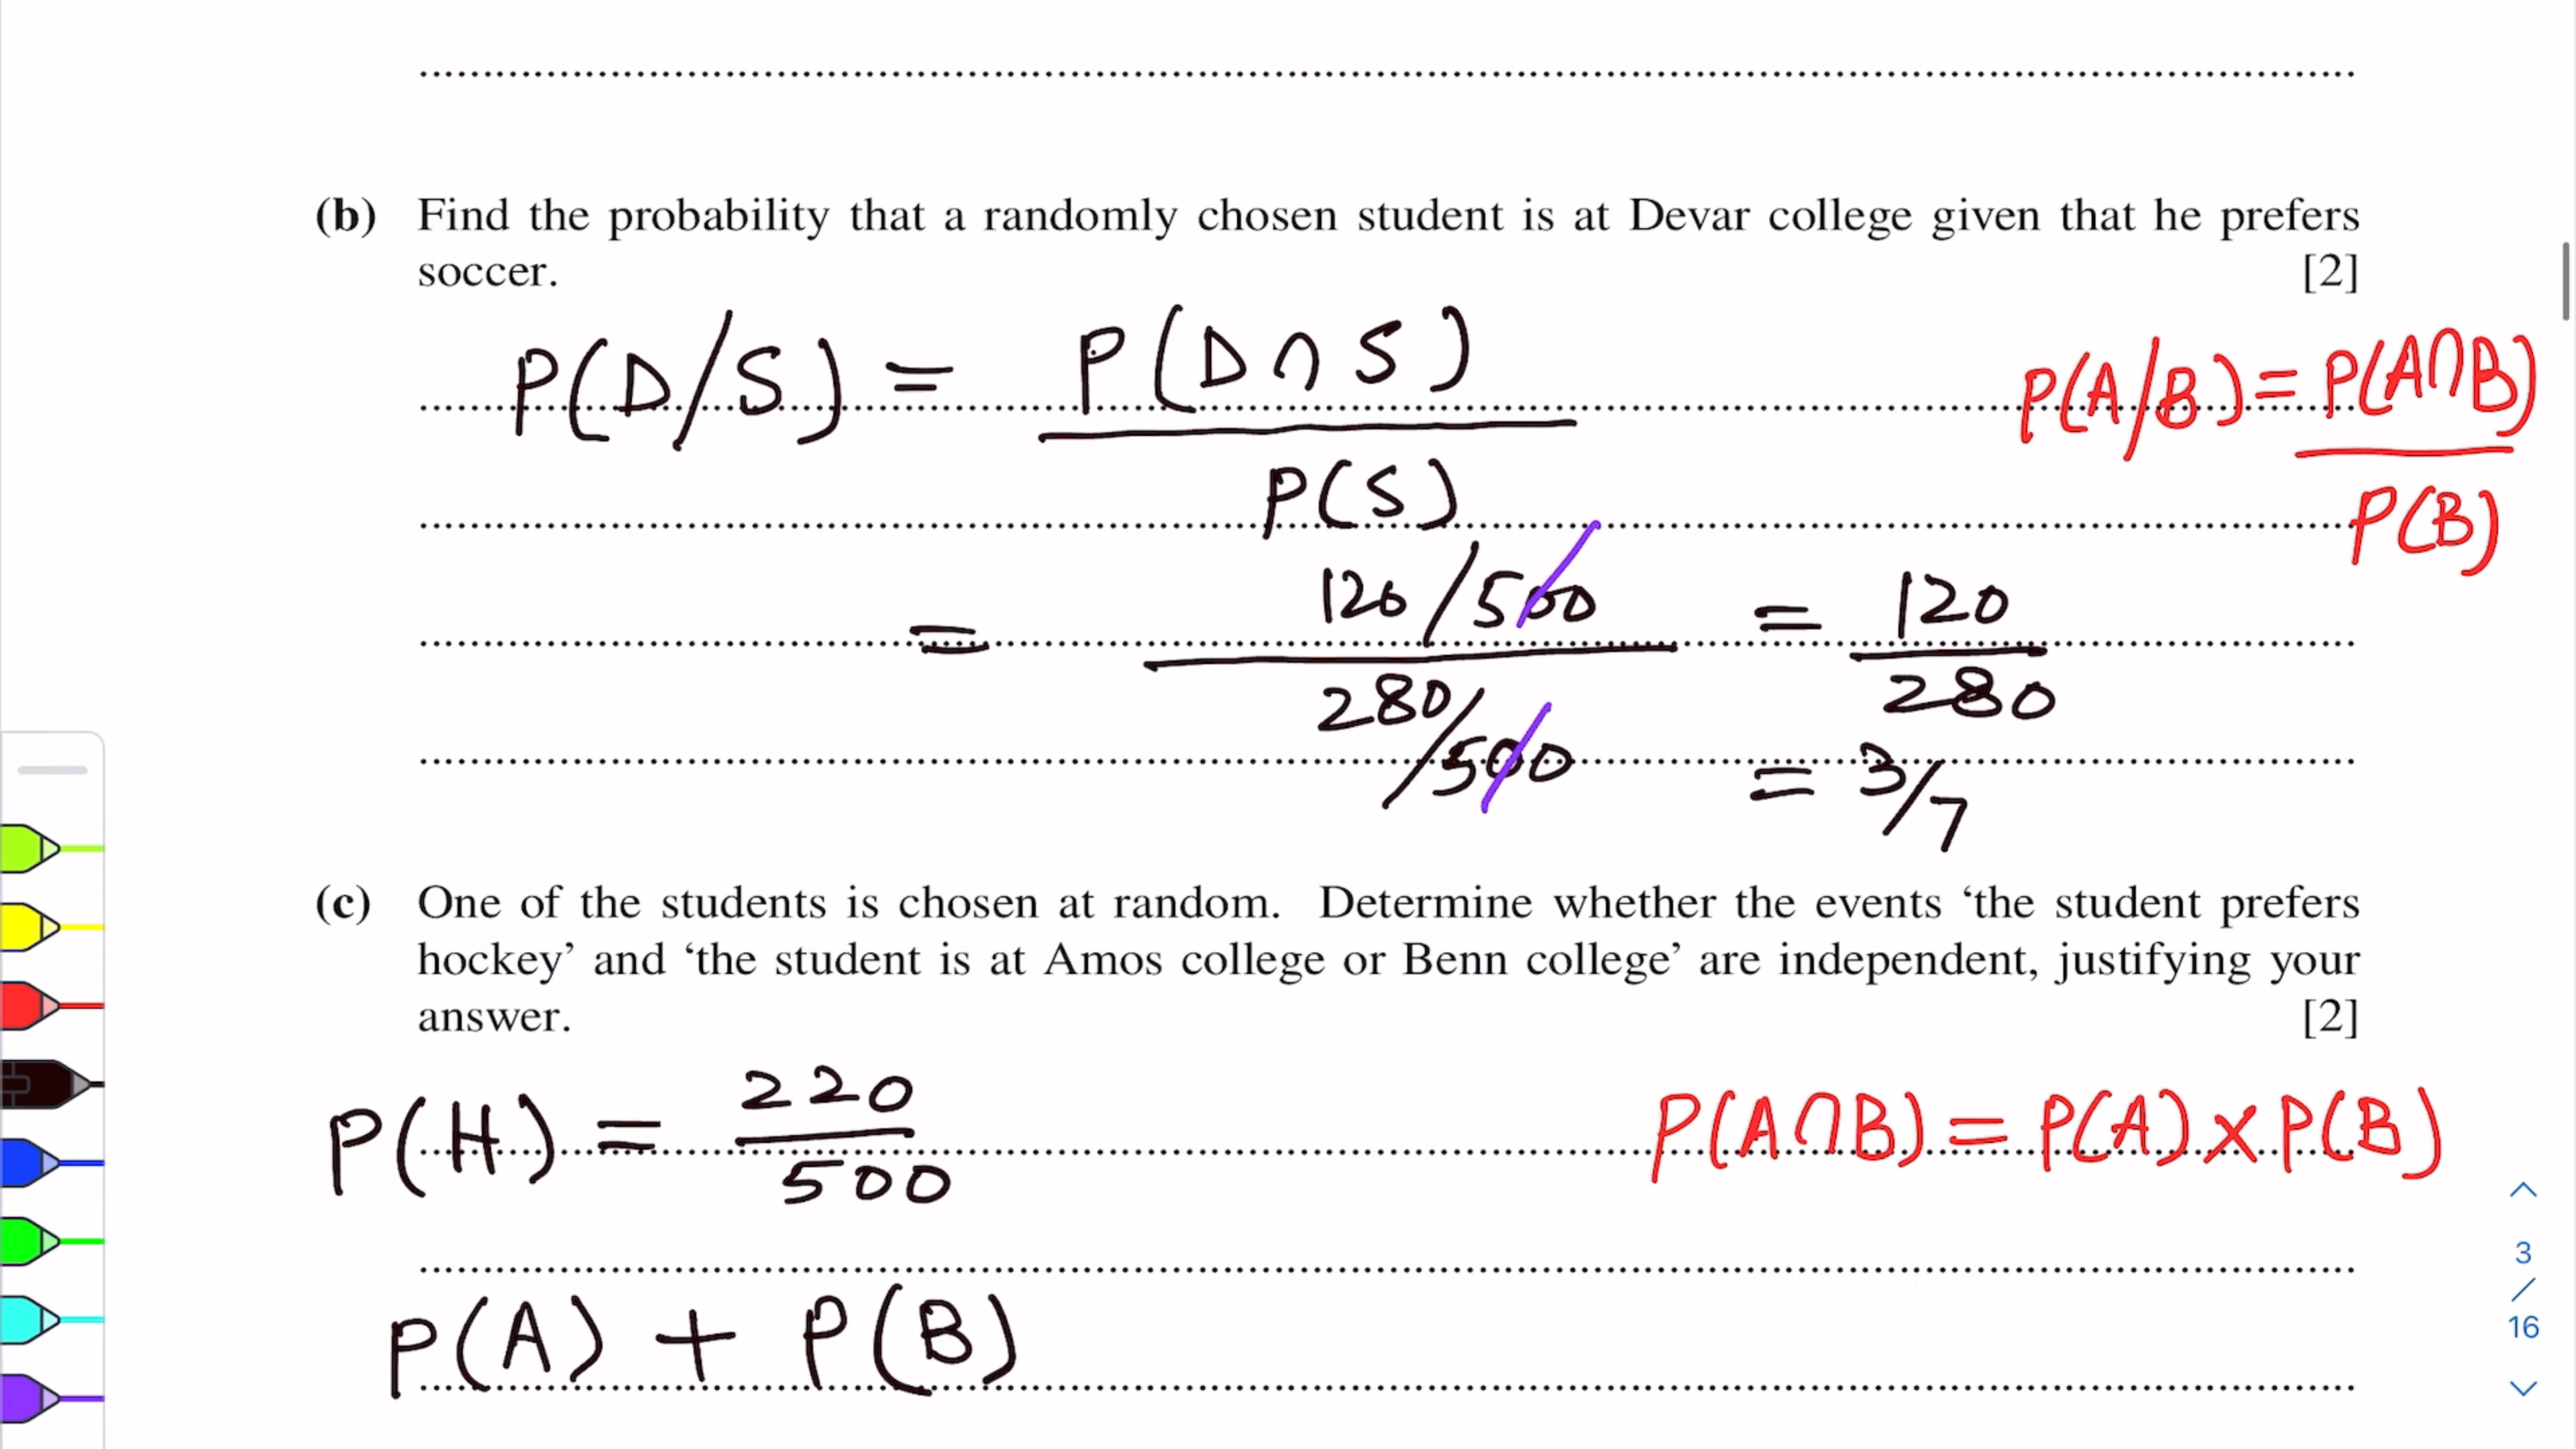 (b) Find the probability that a randomly chosen student is at Devar college given that he prefers
soccer. [2]
P(D/S) = P(D∩S)
P(S)
P(A/B) = P(A∩B)
P(B)
= 120/500
280/500
= 120
280
= 3/7
(c) One of the students is chosen at random. Determine whether the events ‘the student prefers
hockey’ and ‘the student is at Amos college or Benn college’ are independent, justifying your
answer. [2]
P(H) = 220
500
P(A∩B) = P(A) × P(B)
P(A) + P(B)
3
/
16